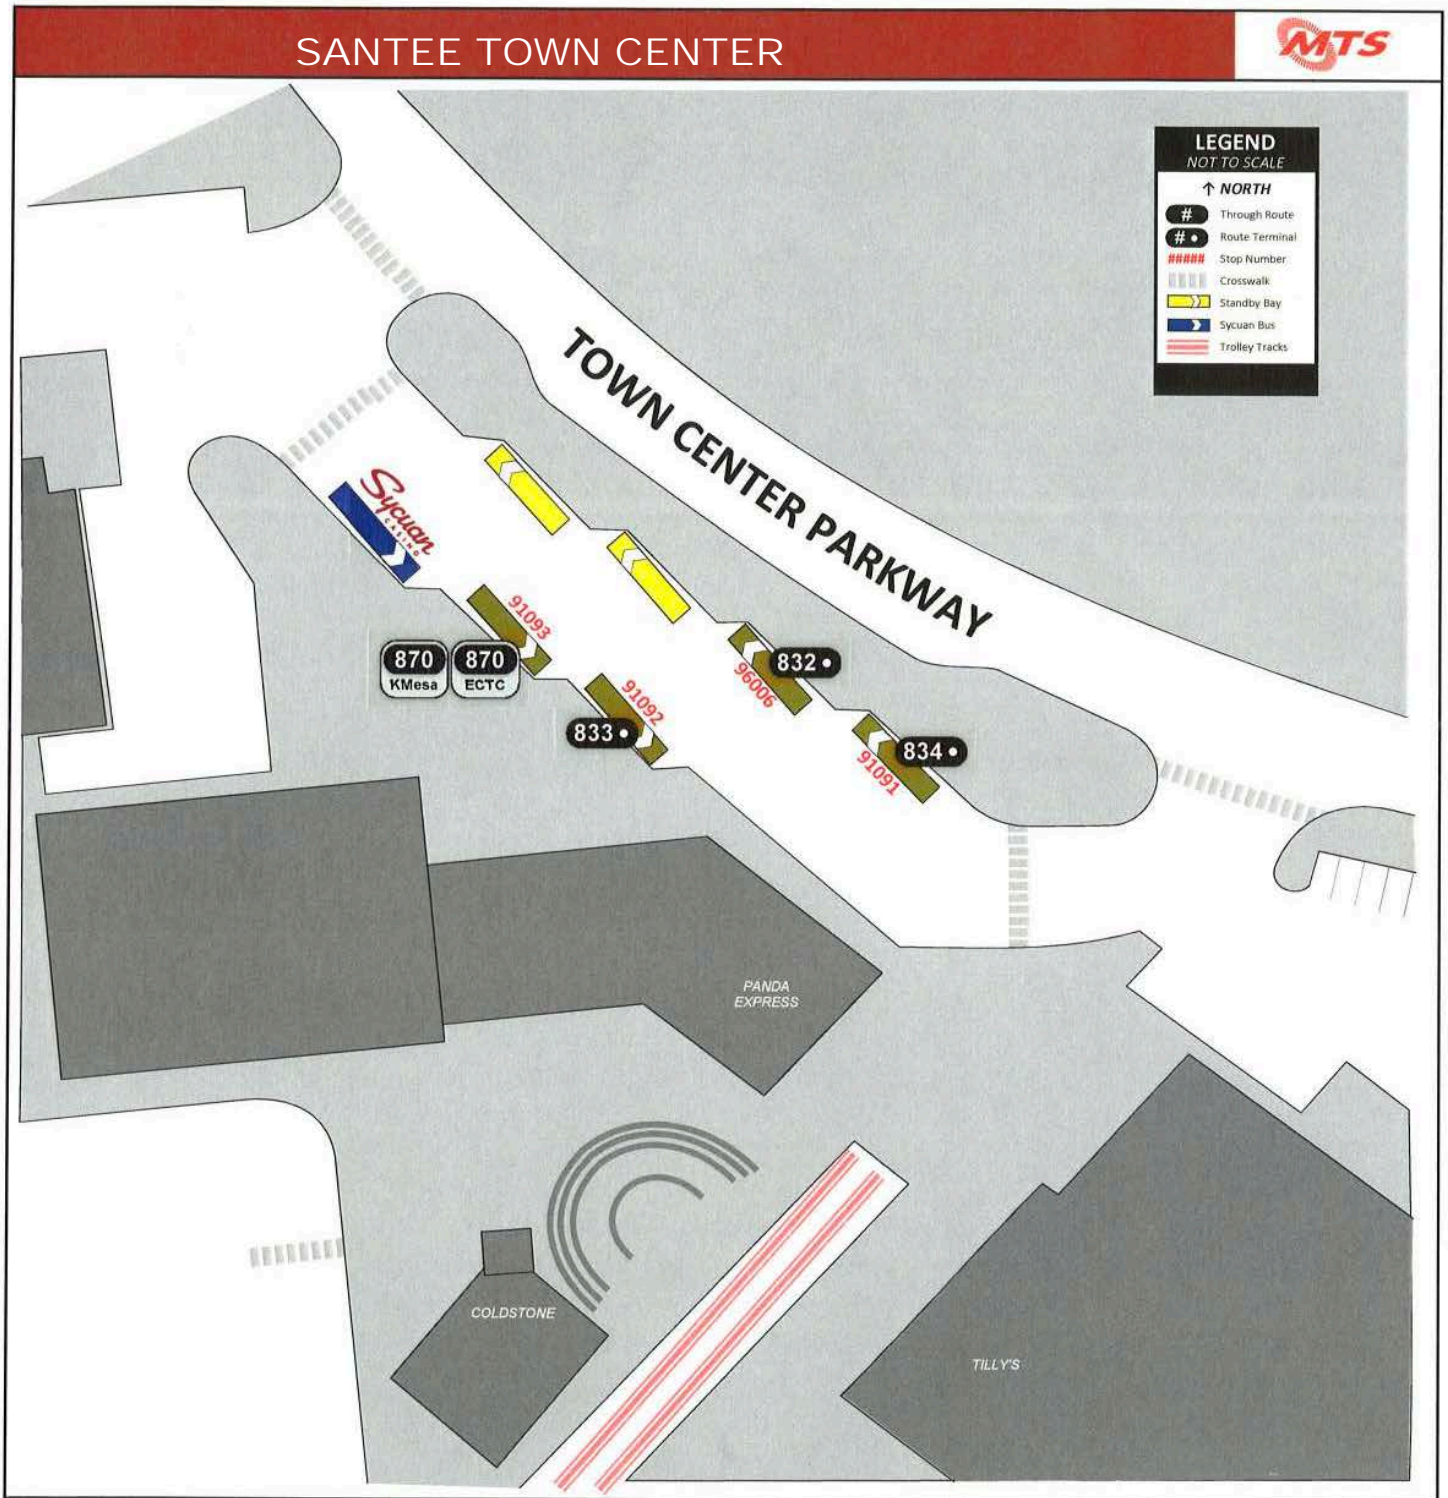 SANTEE TOWN CENTER
MTS
LEGEND
NOT TO SCALE
↑ NORTH
# Through Route
# • Route Terminal
##### Stop Number
Crosswalk
Standby Bay
Sycuan Bus
Trolley Tracks
TOWN CENTER PARKWAY
Sycuan
CASINO
91093
870
KMesa
870
ECTC
91092
833 •
832 •
96006
834 •
91091
PANDA
EXPRESS
COLDSTONE
TILLY'S